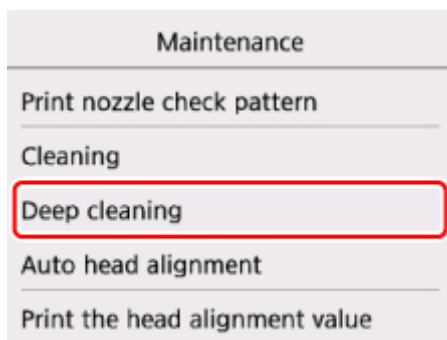 Maintenance
Print nozzle check pattern
Cleaning
Deep cleaning
Auto head alignment
Print the head alignment value